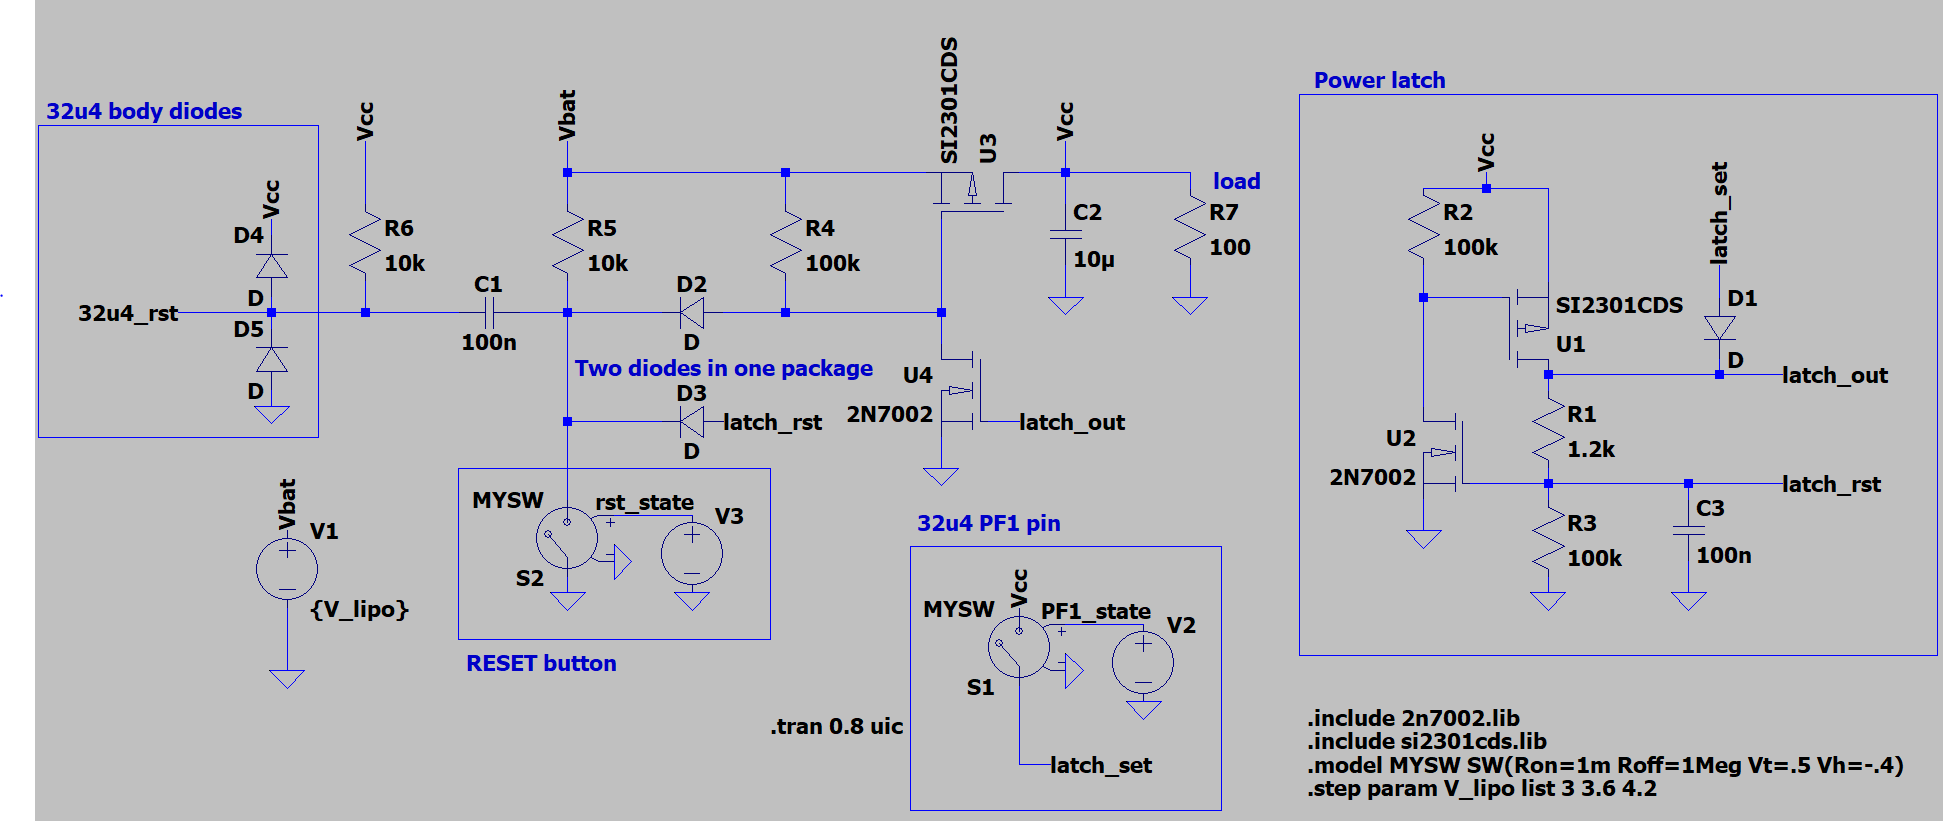 32u4 body diodes
Vcc
D4
D
32u4_rst
D5
D
Vcc
R6
10k
C1
100n
Vbat
R5
10k
D2
D
Two diodes in one package
D3
D
latch_rst
R4
100k
SI2301CDS
U3
Vcc
C2
10µ
load
R7
100
U4
2N7002
latch_out
Vbat
V1
{V_lipo}
MYSW
rst_state
V3
S2
RESET button
32u4 PF1 pin
Vcc
MYSW
PF1_state
V2
S1
latch_set
.tran 0.8 uic
Power latch
Vcc
R2
100k
SI2301CDS
U1
latch_set
D1
D
latch_out
R1
1.2k
U2
2N7002
latch_rst
R3
100k
C3
100n
.include 2n7002.lib
.include si2301cds.lib
.model MYSW SW(Ron=1m Roff=1Meg Vt=.5 Vh=-.4)
.step param V_lipo list 3 3.6 4.2